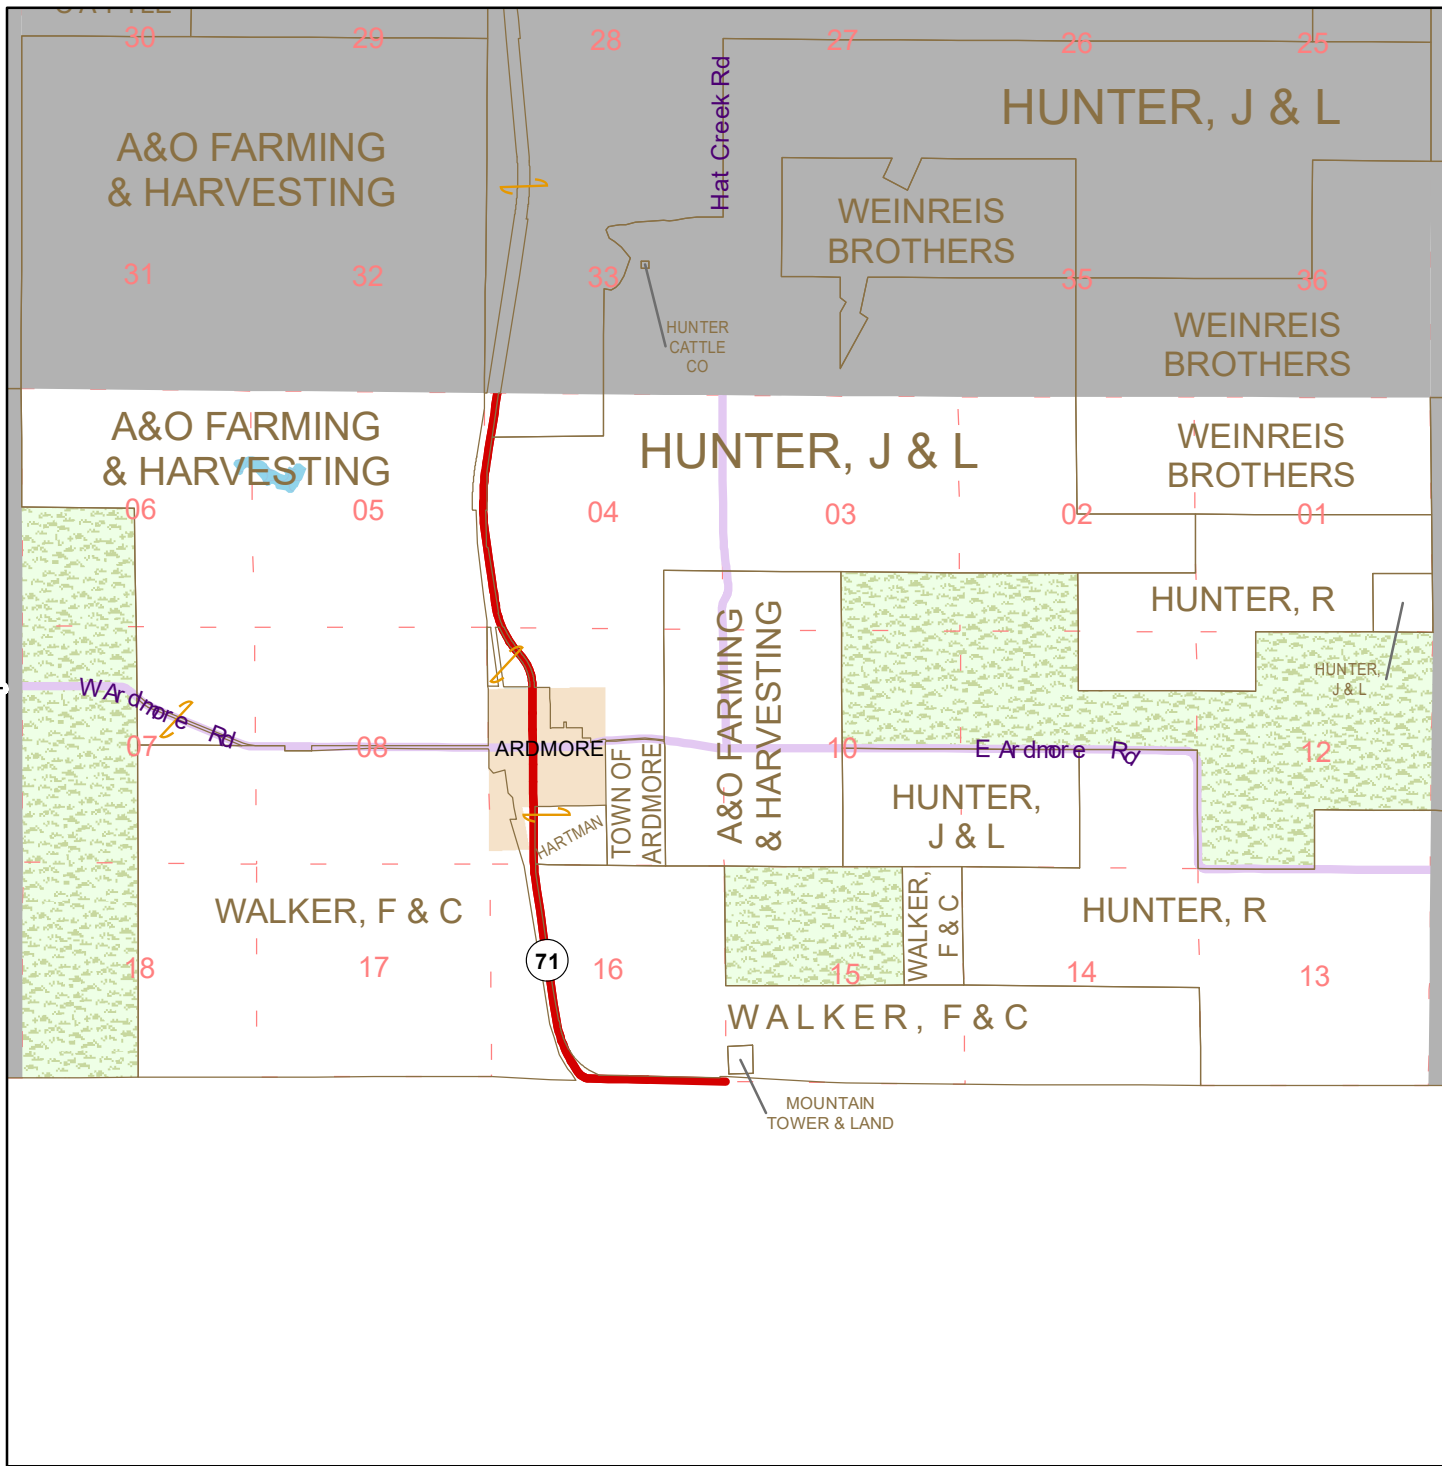 30
29
28
27
26
25
Hat Creek Rd
HUNTER, J & L
A&O FARMING
& HARVESTING
WEINREIS
BROTHERS
31
32
33
35
36
HUNTER
CATTLE
CO
WEINREIS
BROTHERS
A&O FARMING
& HARVESTING
HUNTER, J & L
WEINREIS
BROTHERS
06
05
04
03
02
01
HUNTER, R
A&O FARMING
& HARVESTING
HUNTER,
J & L
W Ardmore Rd
07
08
ARDMORE
TOWN OF
ARDMORE
10
E Ardmore Rd
12
HARTMAN
HUNTER,
J & L
WALKER, F & C
WALKER,
F & C
HUNTER, R
18
17
71
16
15
14
13
WALKER, F & C
MOUNTAIN
TOWER & LAND